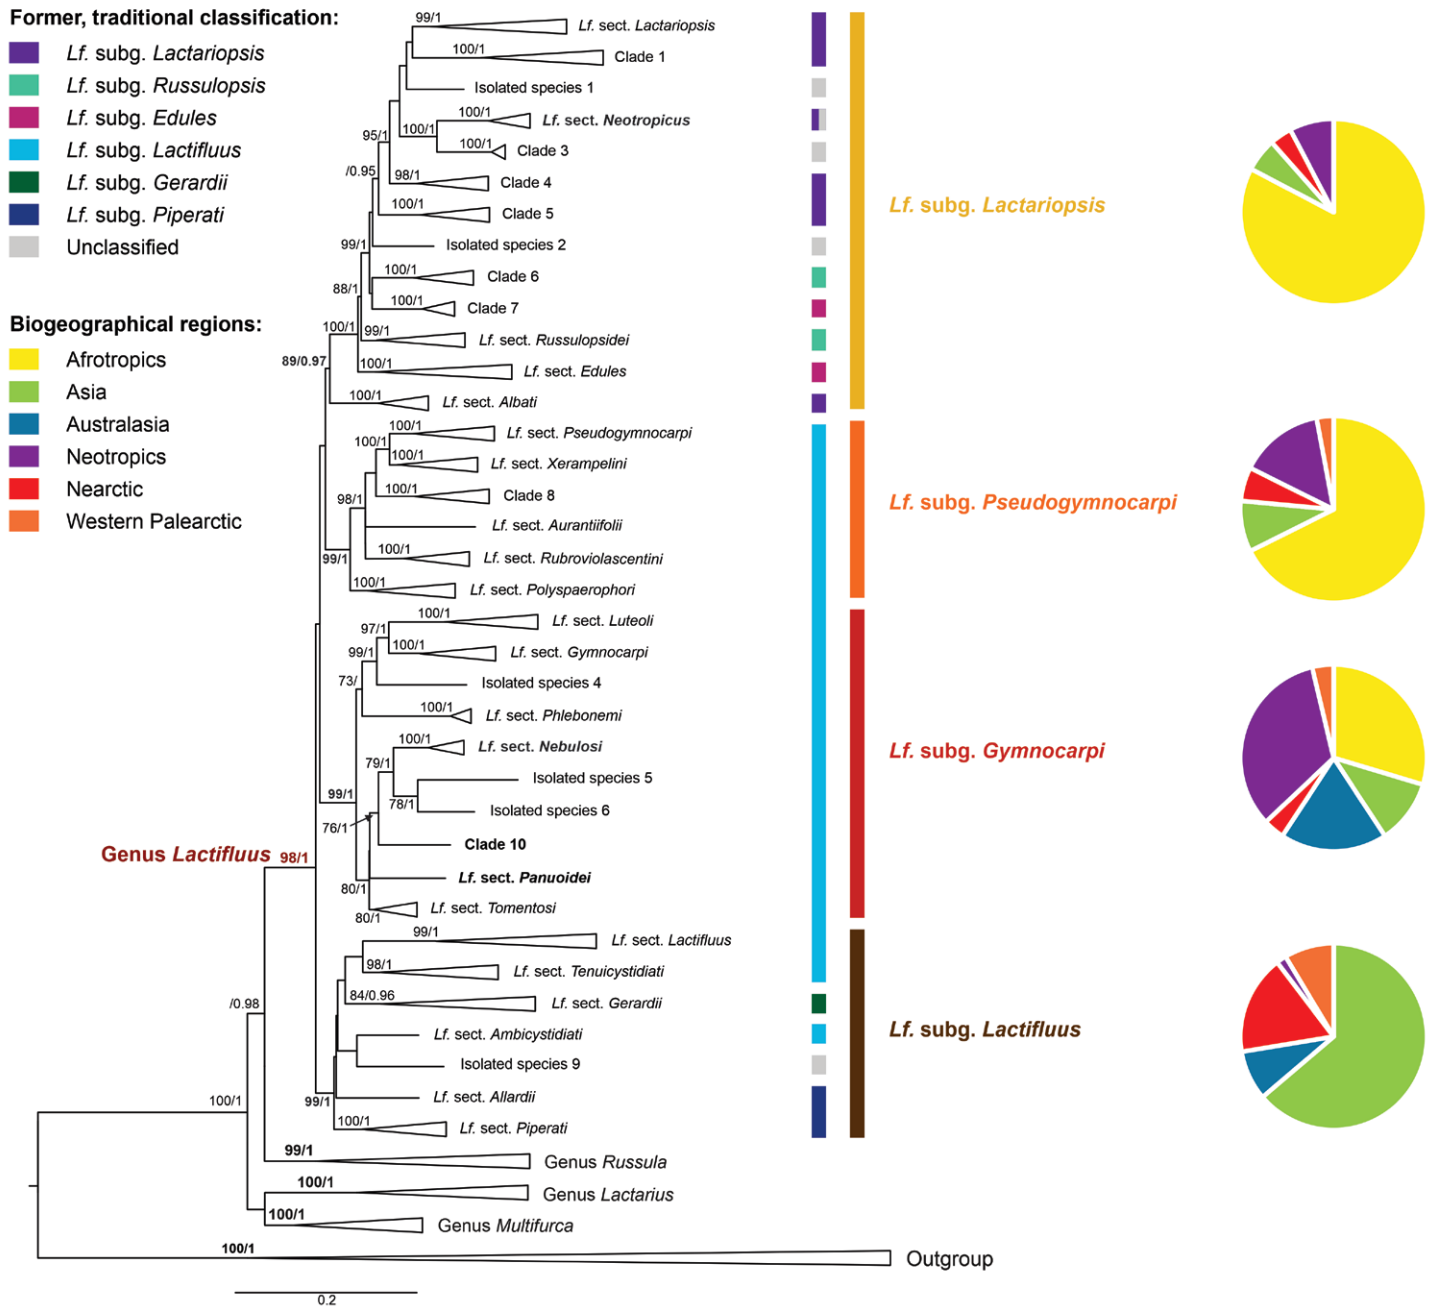 Former, traditional classification:
Lf. subg. Lactariopsis
Lf. subg. Russulopsis
Lf. subg. Edules
Lf. subg. Lactifluus
Lf. subg. Gerardii
Lf. subg. Piperati
Unclassified
Biogeographical regions:
Afrotropics
Asia
Australasia
Neotropics
Nearctic
Western Palearctic
99/1
Lf. sect. Lactariopsis
100/1
Clade 1
Isolated species 1
100/1
Lf. sect. Neotropicus
100/1
95/1
100/1
Clade 3
/0.95
98/1
Clade 4
100/1
Clade 5
99/1
Isolated species 2
100/1
Clade 6
88/1
100/1
Clade 7
100/1
99/1
Lf. sect. Russulopsidei
89/0.97
100/1
Lf. sect. Edules
100/1
Lf. sect. Albati
Lf. subg. Lactariopsis
100/1
Lf. sect. Pseudogymnocarpi
100/1
100/1
Lf. sect. Xerampelini
98/1
100/1
Clade 8
Lf. sect. Aurantiifolii
99/1
100/1
Lf. sect. Rubroviolascentini
100/1
Lf. sect. Polyspaerophori
Lf. subg. Pseudogymnocarpi
100/1
Lf. sect. Luteoli
97/1
99/1
100/1
Lf. sect. Gymnocarpi
73/
Isolated species 4
100/1
Lf. sect. Phlebonemi
100/1
Lf. sect. Nebulosi
79/1
Isolated species 5
99/1
78/1
Isolated species 6
76/1
Clade 10
80/1
Lf. sect. Panuoidei
80/1
Lf. sect. Tomentosi
Lf. subg. Gymnocarpi
Genus Lactifluus 98/1
99/1
Lf. sect. Lactifluus
98/1
Lf. sect. Tenuicystidiati
84/0.96
Lf. sect. Gerardii
/0.98
Lf. sect. Ambicystidiati
Isolated species 9
99/1
Lf. sect. Allardii
100/1
100/1
Lf. sect. Piperati
Lf. subg. Lactifluus
99/1
Genus Russula
100/1
Genus Lactarius
100/1
Genus Multifurca
100/1
Outgroup
0.2